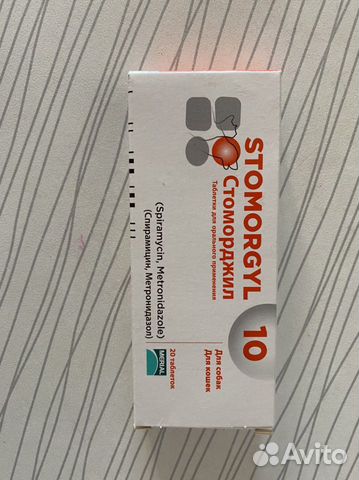 STOMORGYL 10
Стоморджил
Таблетки для орального применения
Для собак
Для кошек
(Spiramycin, Metronidazole)
(Спирамицин, Метронидазол)
20 таблеток
MERIAL
Avito